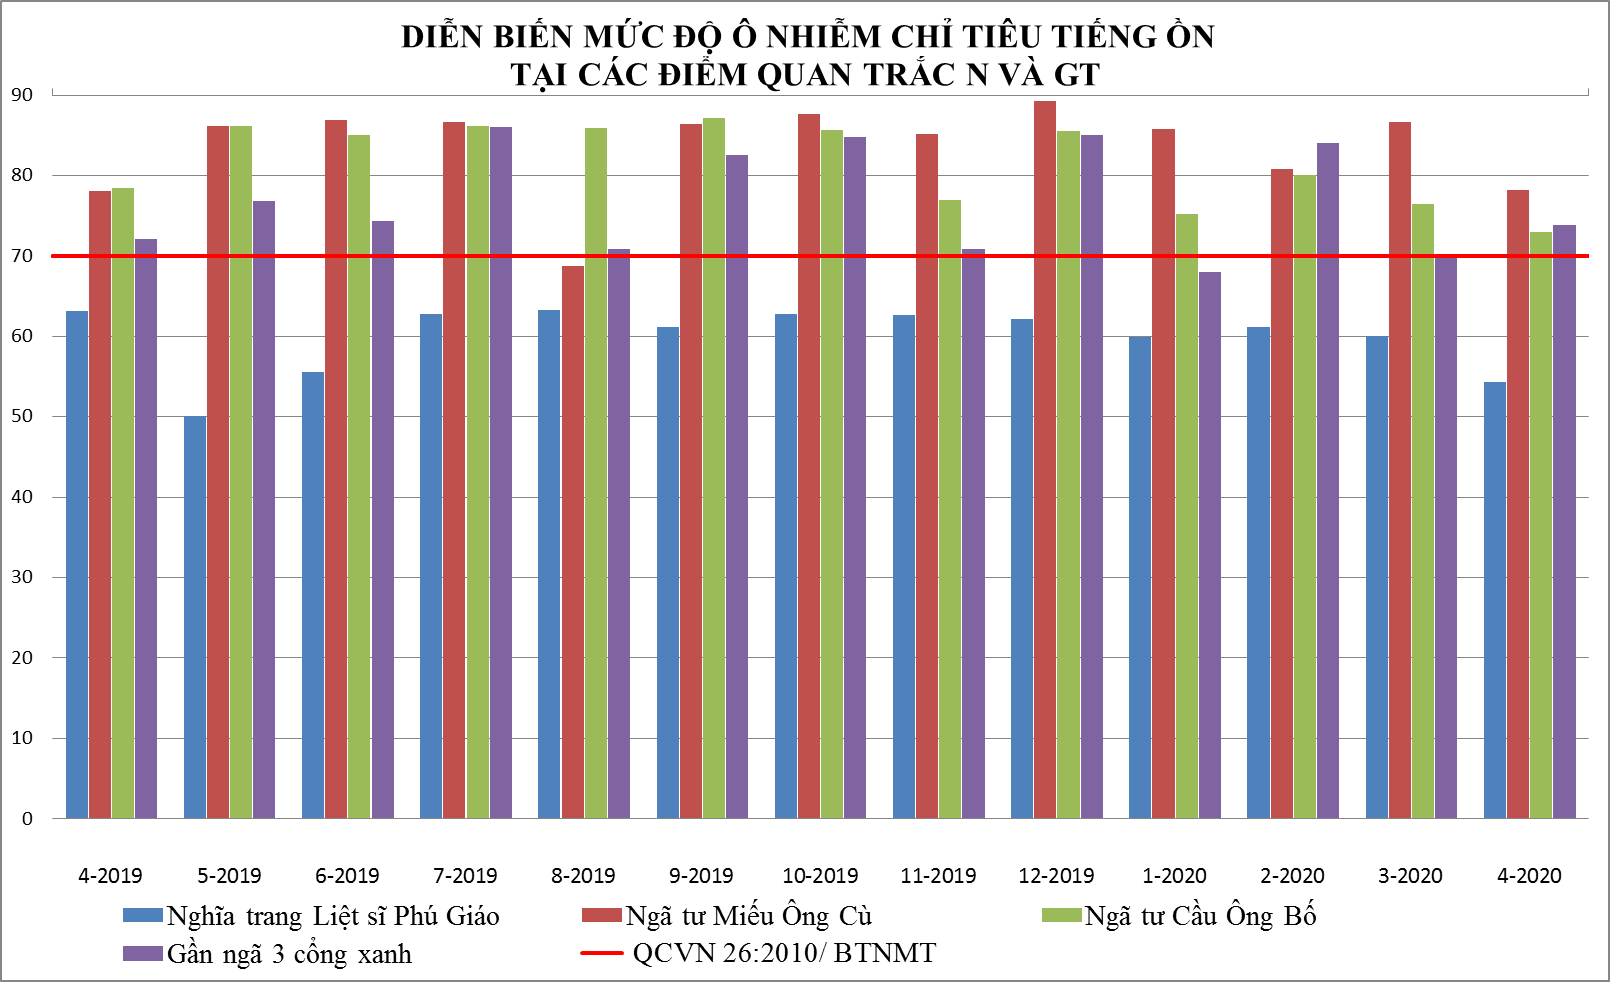 DIỄN BIẾN MỨC ĐỘ Ô NHIỄM CHỈ TIÊU TIẾNG ỒN
TẠI CÁC ĐIỂM QUAN TRẮC N VÀ GT
90
80
70
60
50
40
30
20
10
0
4-2019 5-2019 6-2019 7-2019 8-2019 9-2019 10-2019 11-2019 12-2019 1-2020 2-2020 3-2020 4-2020
Nghĩa trang Liệt sĩ Phú Giáo Ngã tư Miếu Ông Cù Ngã tư Cầu Ông Bố
Gần ngã 3 cổng xanh QCVN 26:2010/ BTNMT